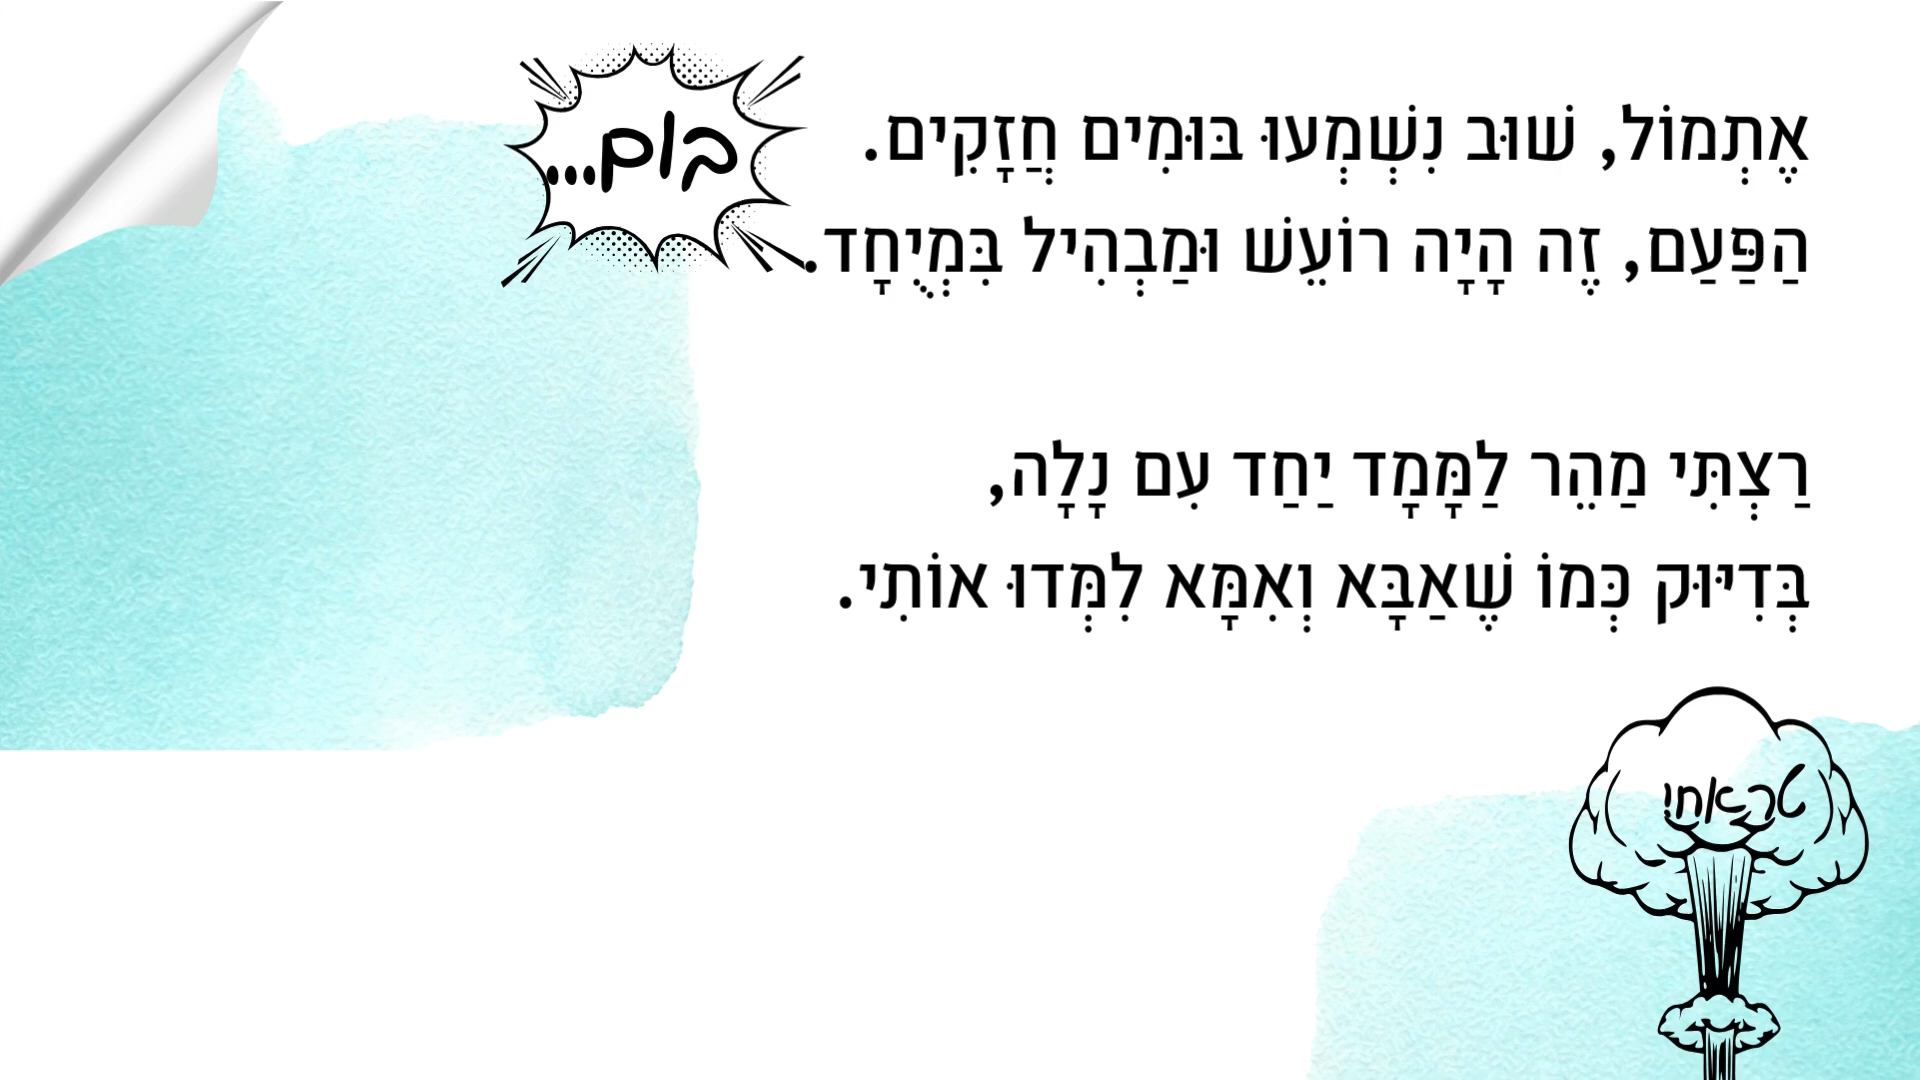 אֶתְמוֹל, שׁוּב נִשְׁמְעוּ בּוּמִים חֲזָקִים.
הַפַּעַם, זֶה הָיָה רוֹעֵשׁ וּמַבְהִיל בִּמְיֻחָד.
בום...
רַצְתִּי מַהֵר לַמָּמָד יַחַד עִם נָלָה,
בְּדִיּוּק כְּמוֹ שֶׁאַבָּא וְאִמָּא לִמְּדוּ אוֹתִי.
טראח!